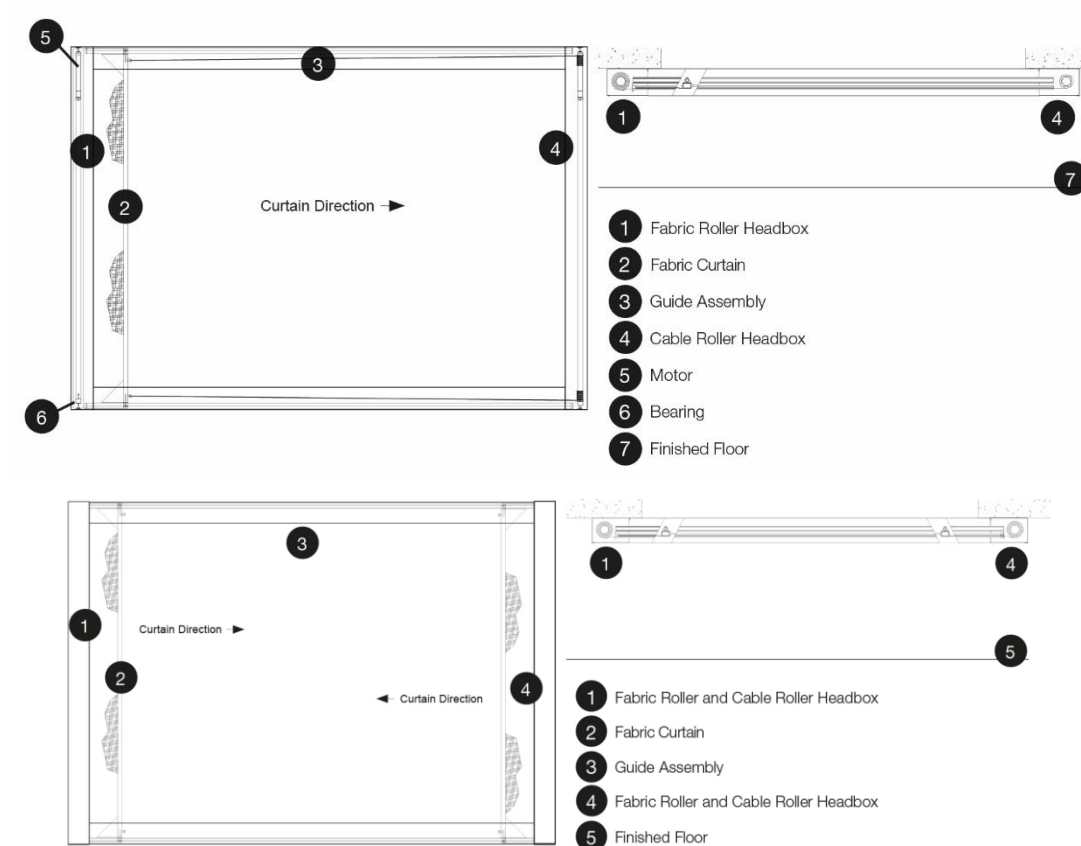 5
3
1
4
2
Curtain Direction
6
1
4
7
1 Fabric Roller Headbox
2 Fabric Curtain
3 Guide Assembly
4 Cable Roller Headbox
5 Motor
6 Bearing
7 Finished Floor
3
1
Curtain Direction
2
4
Curtain Direction
1
4
5
1 Fabric Roller and Cable Roller Headbox
2 Fabric Curtain
3 Guide Assembly
4 Fabric Roller and Cable Roller Headbox
5 Finished Floor